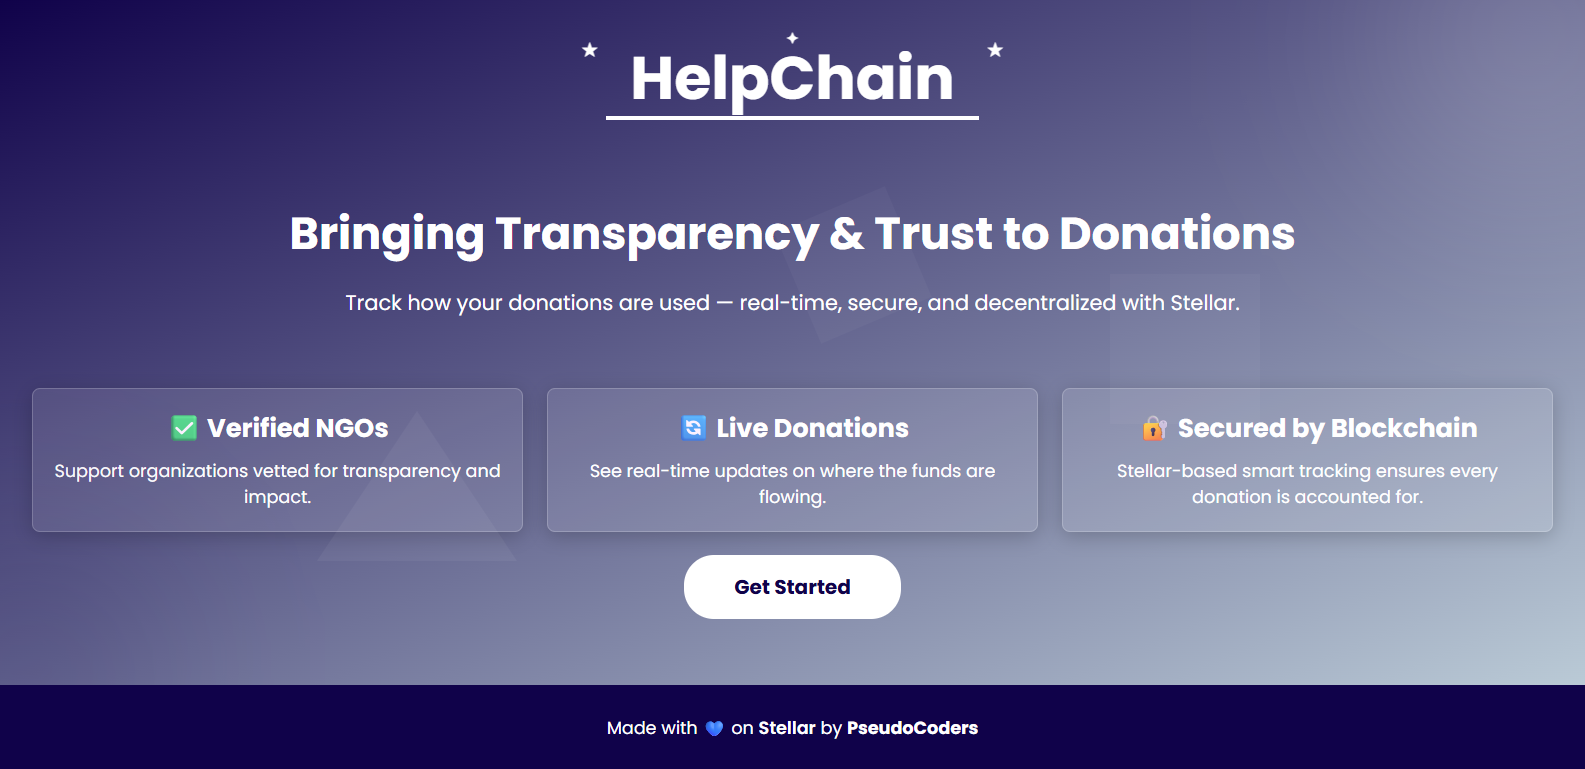 HelpChain
Bringing Transparency & Trust to Donations
Track how your donations are used — real-time, secure, and decentralized with Stellar.
✅ Verified NGOs
Support organizations vetted for transparency and
impact.
🔄 Live Donations
See real-time updates on where the funds are
flowing.
🔐 Secured by Blockchain
Stellar-based smart tracking ensures every
donation is accounted for.
Get Started
Made with 💙 on Stellar by PseudoCoders